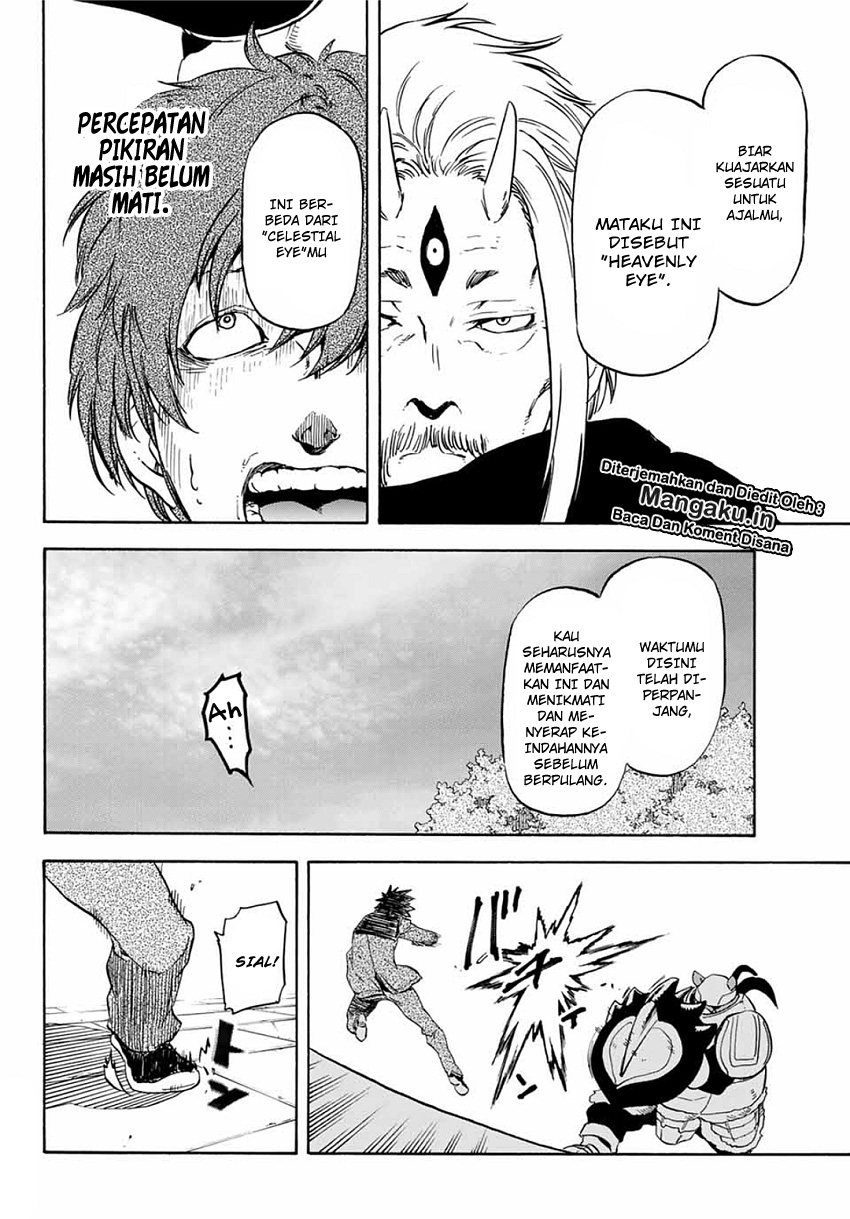 BIAR
KUAJARKAN
SESUATU
UNTUK
AJALMU,
MATAKU INI
DISEBUT
"HEAVENLY
EYE".
INI BER-
BEDA DARI
"CELESTIAL
EYE"MU
PERCEPATAN
PIKIRAN
MASIH BELUM
MATI.
Diterjemahkan dan Diedit Oleh :
Mangaku.in
Baca Dan Koment Disana
WAKTUMU
DISINI
TELAH DI-
PERPAN-
JANG,
KAU
SEHARUSNYA
MEMANFAAT-
KAN INI DAN
MENIKMATI
DAN ME-
NYERAP KE-
INDAHANNYA
SEBELUM
BERPULANG.
Ah
...
SIAL!